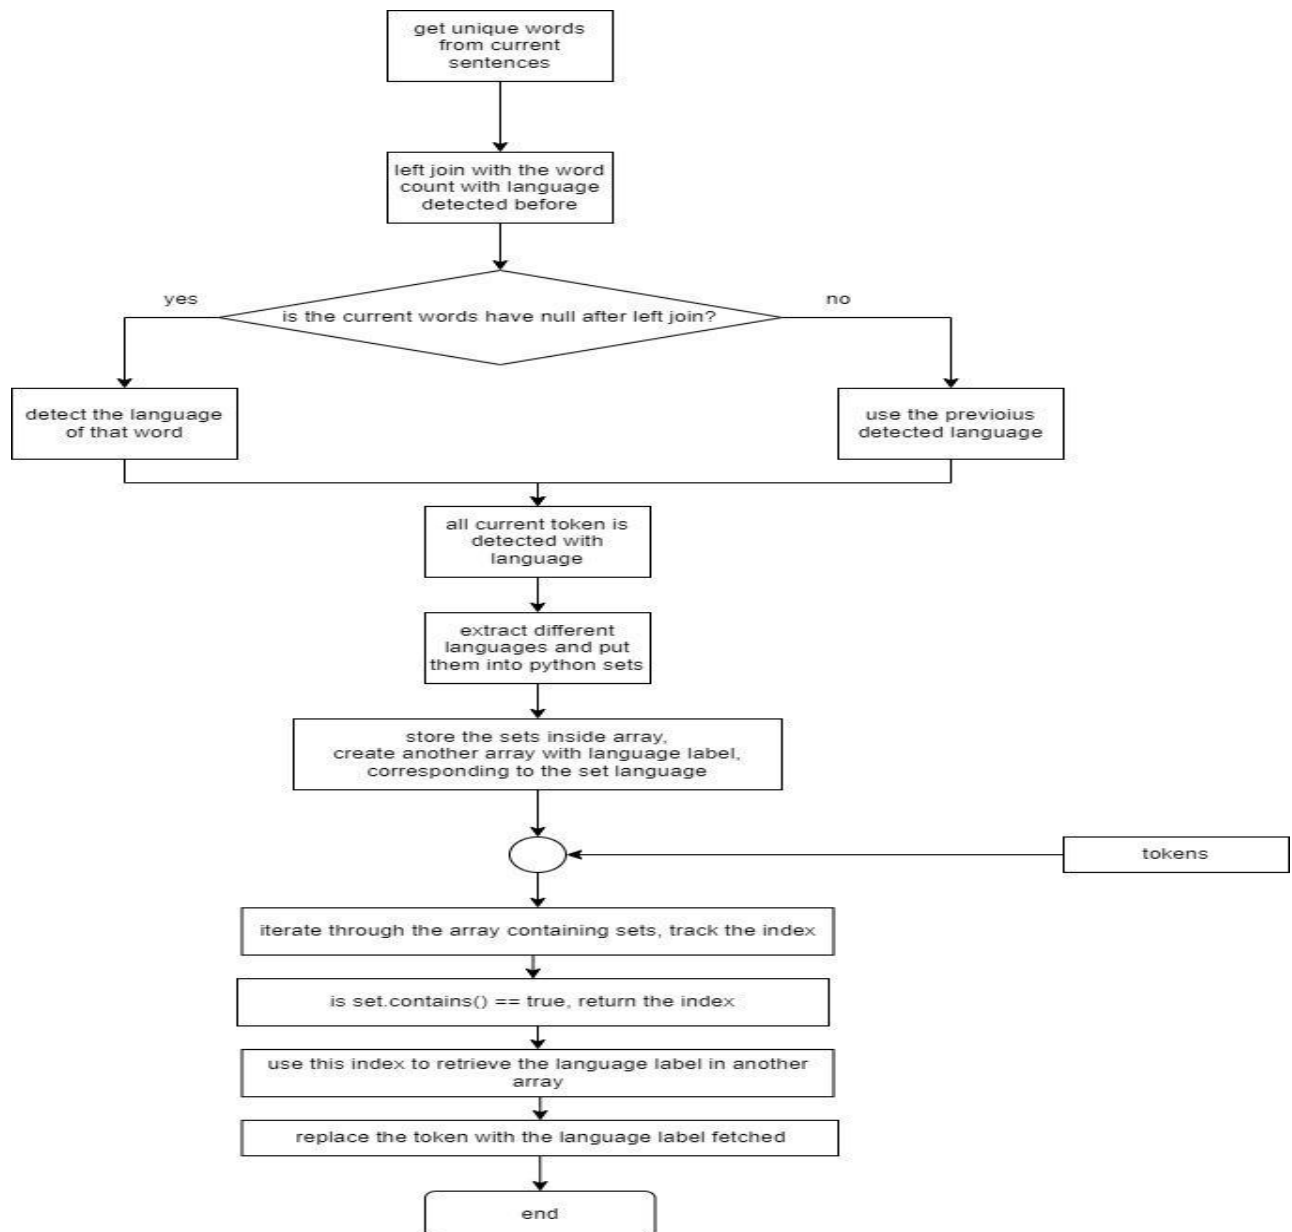 get unique words
from current
sentences
left join with the word
count with language
detected before
yes
is the current words have null after left join?
no
detect the language
of that word
use the previoius
detected language
all current token is
detected with
language
extract different
languages and put
them into python sets
store the sets inside array,
create another array with language label,
corresponding to the set language
tokens
iterate through the array containing sets, track the index
is set.contains() == true, return the index
use this index to retrieve the language label in another
array
replace the token with the language label fetched
end